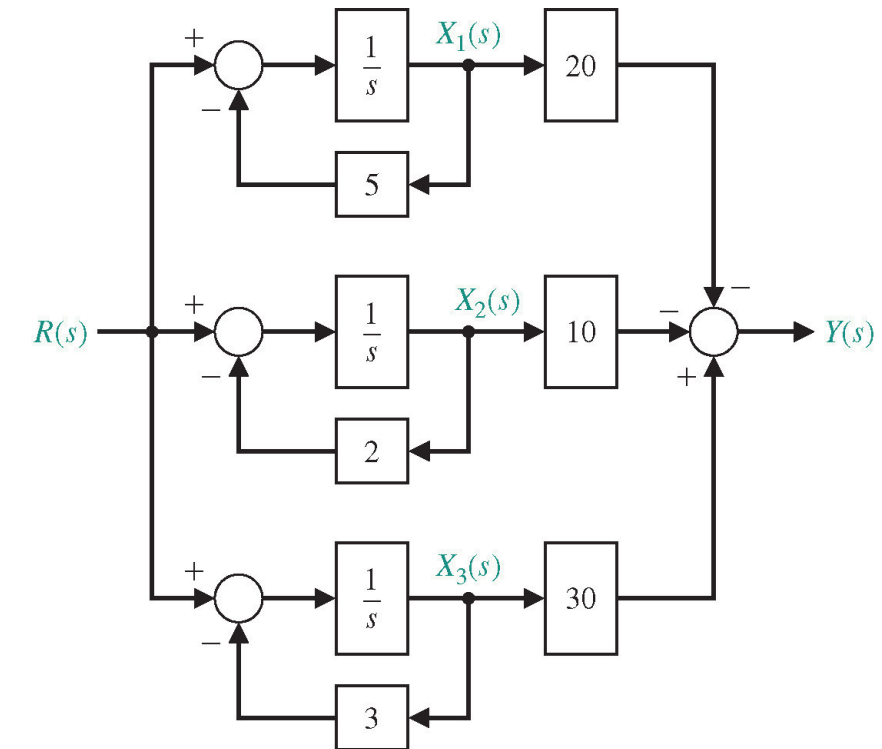 X₁(s)
+ 1/s 20
−
5
−
X₂(s)
+ 1/s −
R(s) 10 Y(s)
− +
2
X₃(s)
+ 1/s 30
−
3